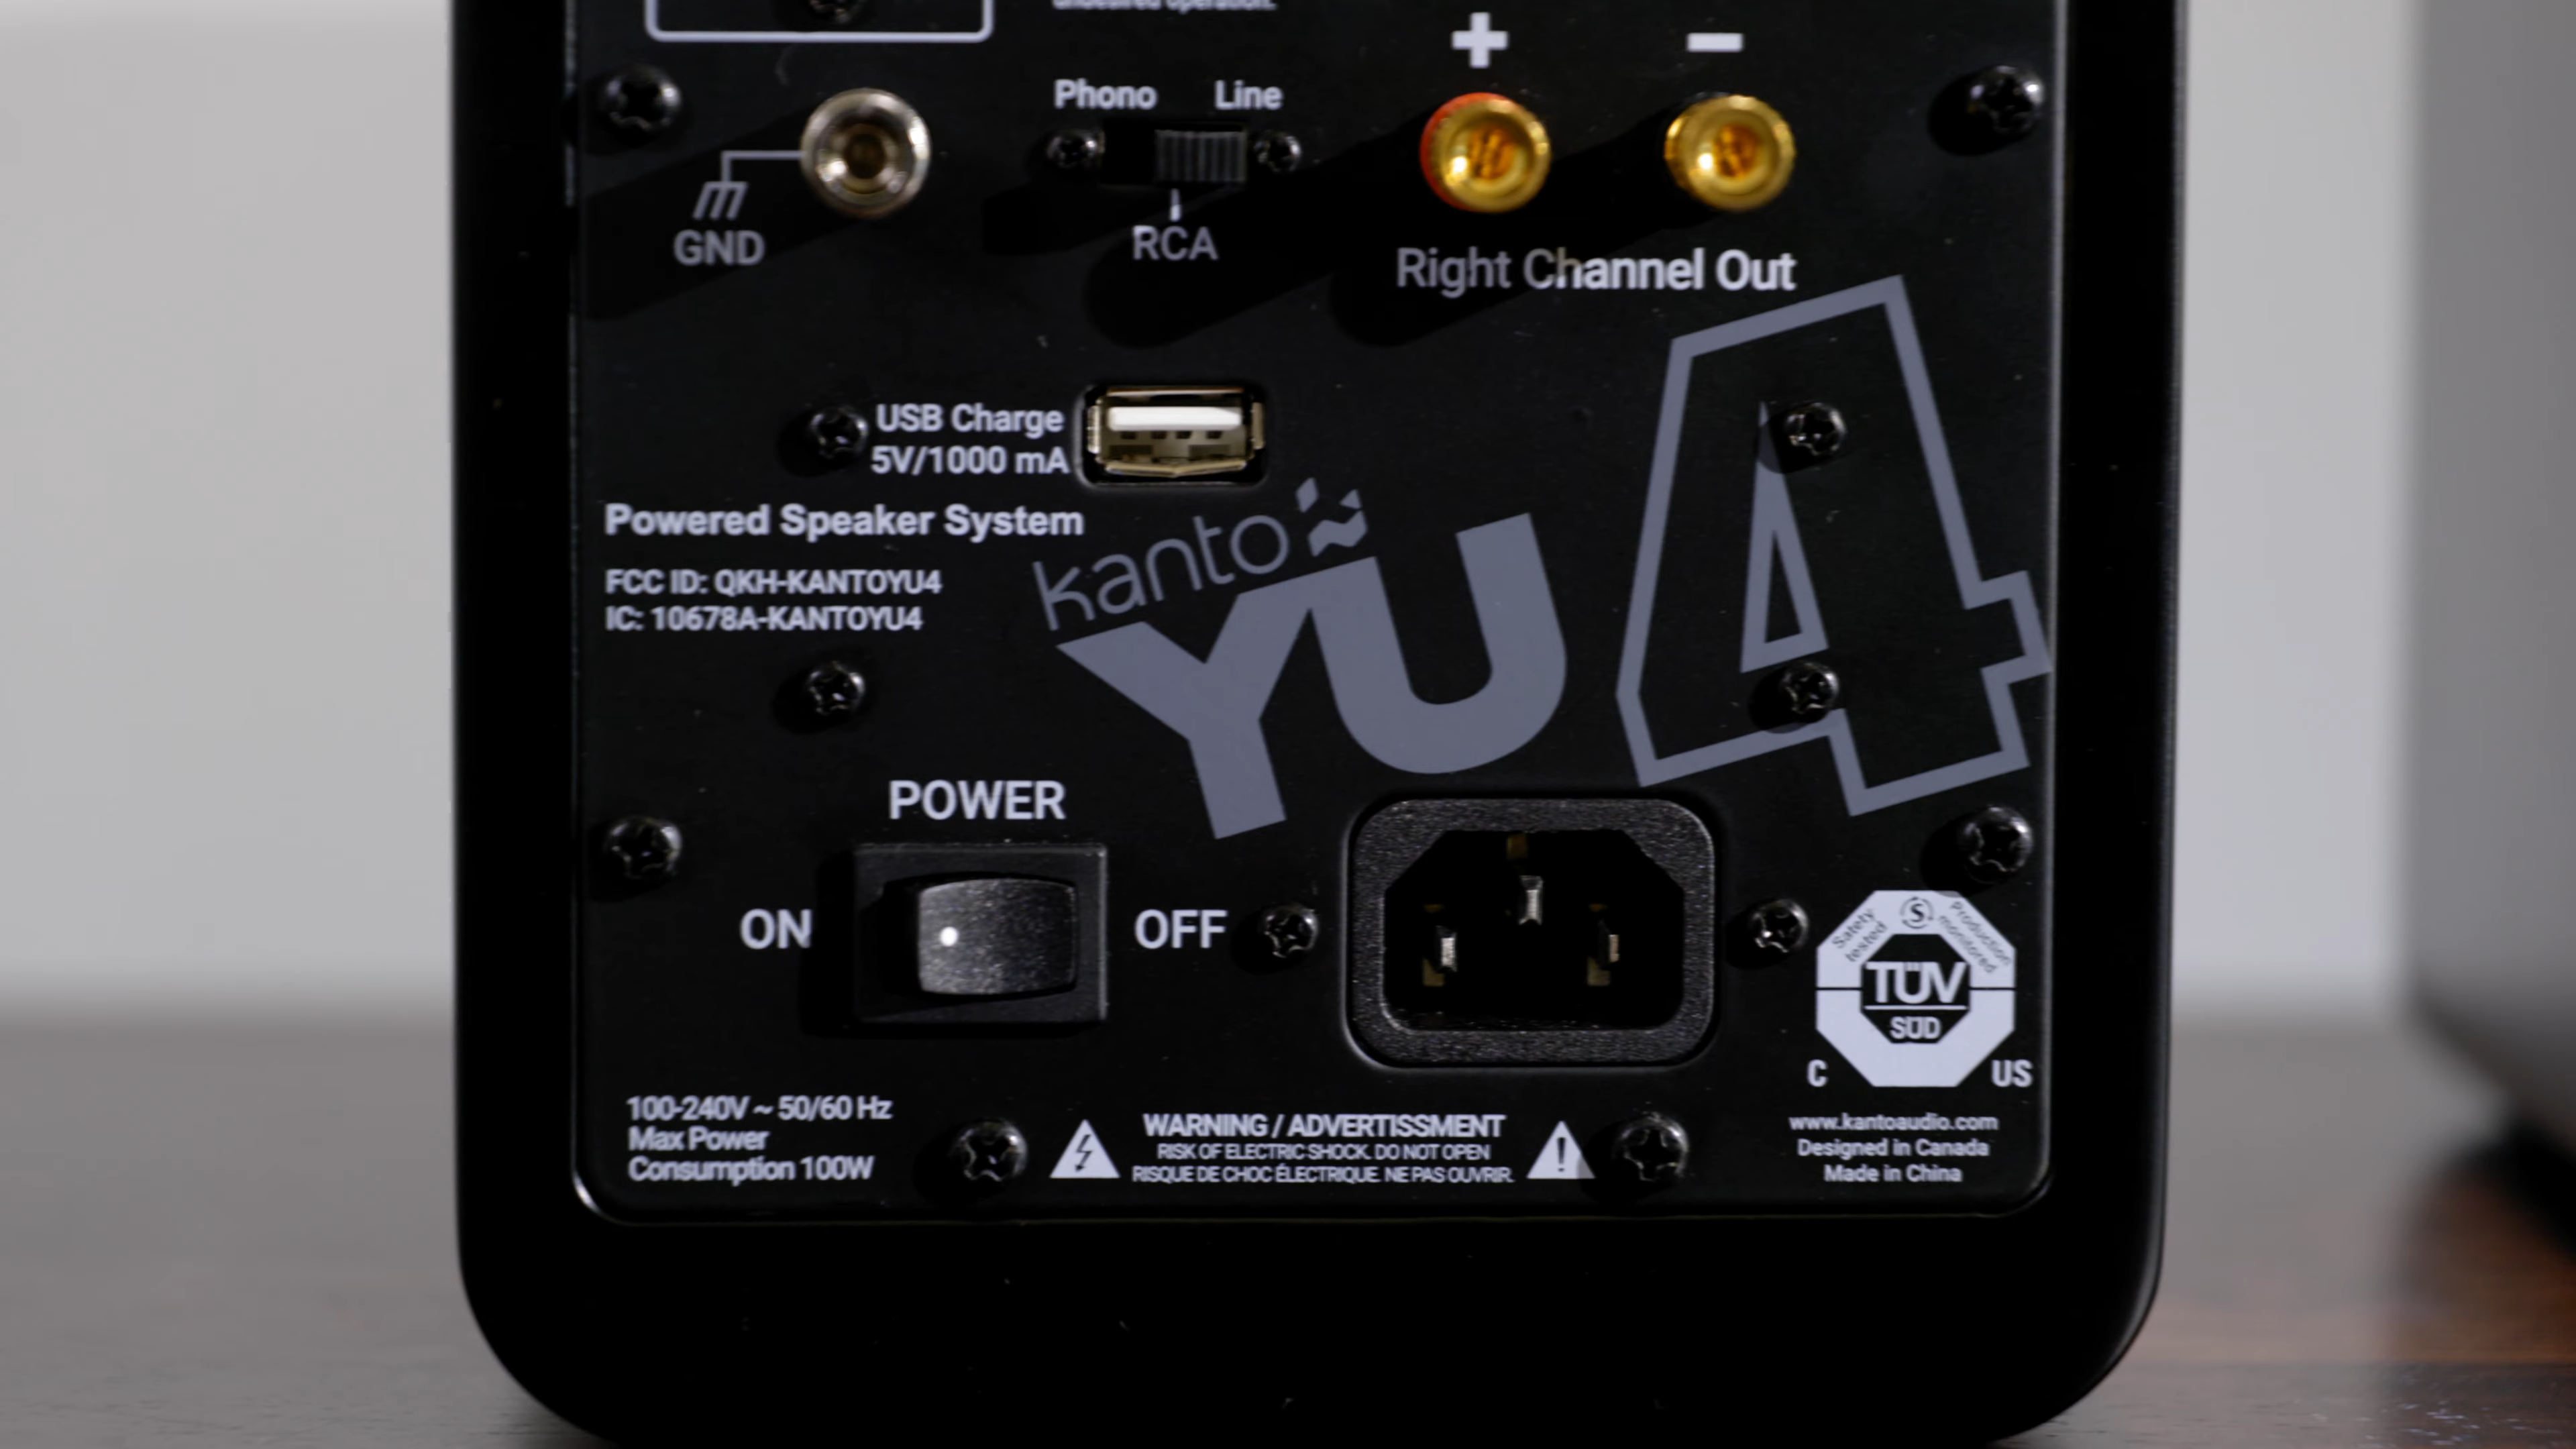 undesired operation.
+ −
Phono Line
GND
RCA
Right Channel Out
USB Charge
5V/1000 mA
Powered Speaker System
FCC ID: QKH-KANTOYU4
IC: 10678A-KANTOYU4
kanto
YU4
POWER
ON
OFF
Safety tested
S
Production monitored
TÜV
SÜD
C US
100-240V ~ 50/60 Hz
Max Power
Consumption 100W
WARNING / ADVERTISSMENT
RISK OF ELECTRIC SHOCK. DO NOT OPEN
RISQUE DE CHOC ÉLECTRIQUE. NE PAS OUVRIR.
www.kantoaudio.com
Designed in Canada
Made in China